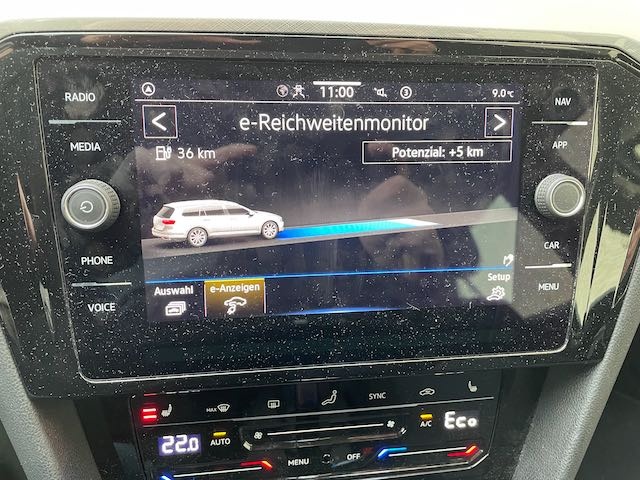 11:00
3
9.0°C
RADIO
NAV
e-Reichweitenmonitor
MEDIA
APP
36 km
Potenzial: +5 km
PHONE
CAR
VOICE
MENU
Auswahl
e-Anzeigen
Setup
MAX
SYNC
22.0
AUTO
A/C
Eco
MENU
OFF